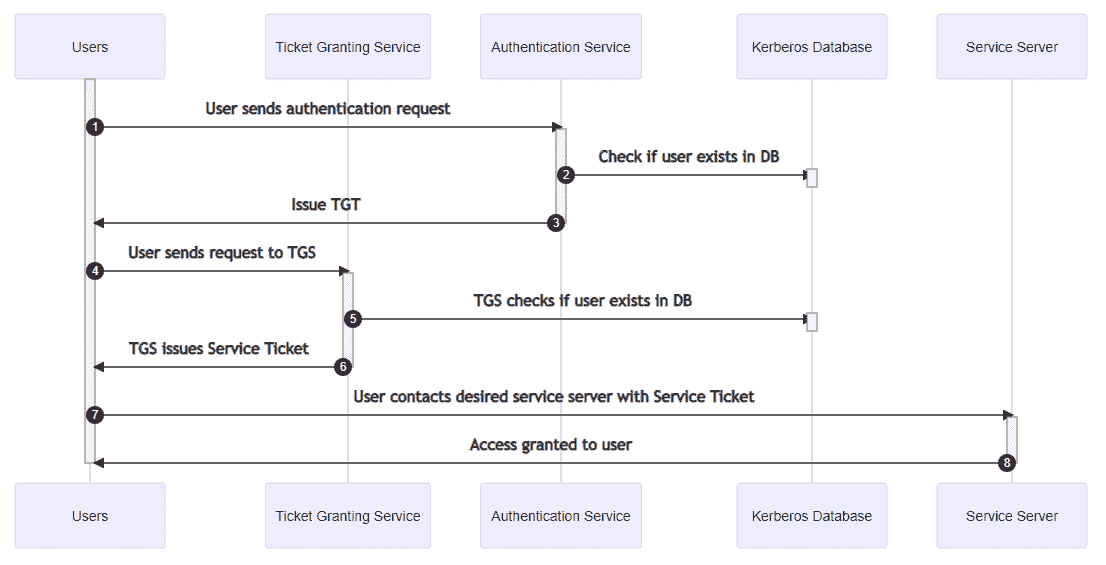 Users
Ticket Granting Service
Authentication Service
Kerberos Database
Service Server
User sends authentication request
1
Check if user exists in DB
2
Issue TGT
3
User sends request to TGS
4
TGS checks if user exists in DB
5
TGS issues Service Ticket
6
User contacts desired service server with Service Ticket
7
Access granted to user
8
Users
Ticket Granting Service
Authentication Service
Kerberos Database
Service Server